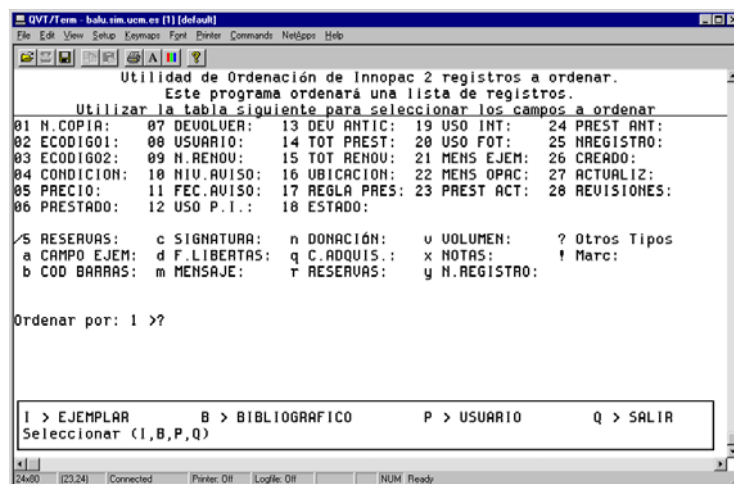 QVT/Term - balu.sim.ucm.es [1] [default]
File Edit View Setup Keymaps Font Printer Commands NetApps Help
Utilidad de Ordenación de Innopac 2 registros a ordenar.
Este programa ordenará una lista de registros.
Utilizar la tabla siguiente para seleccionar los campos a ordenar
01 N.COPIA: 07 DEVOLVER: 13 DEV ANTIC: 19 USO INT: 24 PREST ANT:
02 ECODIGO1: 08 USUARIO: 14 TOT PREST: 20 USO FOT: 25 NREGISTRO:
03 ECODIGO2: 09 N.RENOV: 15 TOT RENOV: 21 MENS EJEM: 26 CREADO:
04 CONDICION: 10 NIV.AVISO: 16 UBICACION: 22 MENS OPAC: 27 ACTUALIZ:
05 PRECIO: 11 FEC.AVISO: 17 REGLA PRES: 23 PREST ACT: 28 REVISIONES:
06 PRESTADO: 12 USO P.I.: 18 ESTADO:
/5 RESERVAS: c SIGNATURA: n DONACIÓN: v VOLUMEN: ? Otros Tipos
a CAMPO EJEM: d F.LIBERTAS: q C.ADQUIS.: x NOTAS: ! Marc:
b COD BARRAS: m MENSAJE: r RESERVAS: y N.REGISTRO:
Ordenar por: 1 >?
I > EJEMPLAR B > BIBLIOGRAFICO P > USUARIO Q > SALIR
Seleccionar (I,B,P,Q)
24x80 (23,24) Connected Printer: Off Logfile: Off NUM Ready